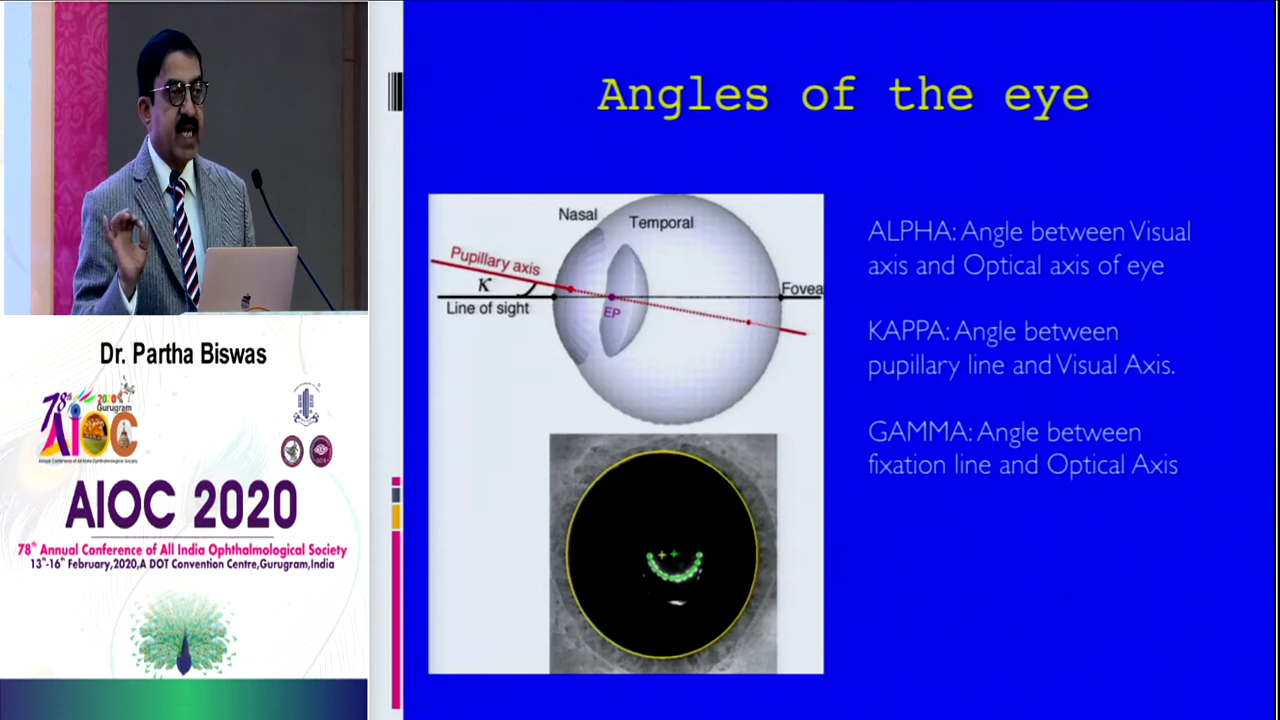 Angles of the eye
Nasal
Temporal
Pupillary axis
κ
Line of sight
EP
Fovea
ALPHA: Angle between Visual
axis and Optical axis of eye
KAPPA: Angle between
pupillary line and Visual Axis.
GAMMA: Angle between
fixation line and Optical Axis
Dr. Partha Biswas
78th
2020
Gurugram
AIOC
Annual Conference of All India Ophthalmological Society
AIOC 2020
78th Annual Conference of All India Ophthalmological Society
13th-16th February,2020,A DOT Convention Centre,Gurugram,India